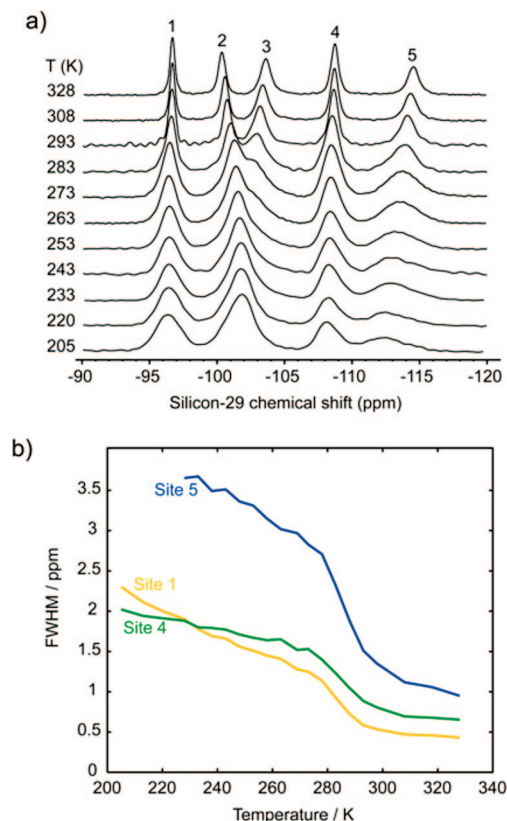 a)
1 2 3 4 5
T (K)
328
308
293
283
273
263
253
243
233
220
205
-90 -95 -100 -105 -110 -115 -120
Silicon-29 chemical shift (ppm)
b)
3.5
3
2.5
2
1.5
1
0.5
0
FWHM / ppm
Site 5
Site 1
Site 4
200 220 240 260 280 300 320 340
Temperature / K